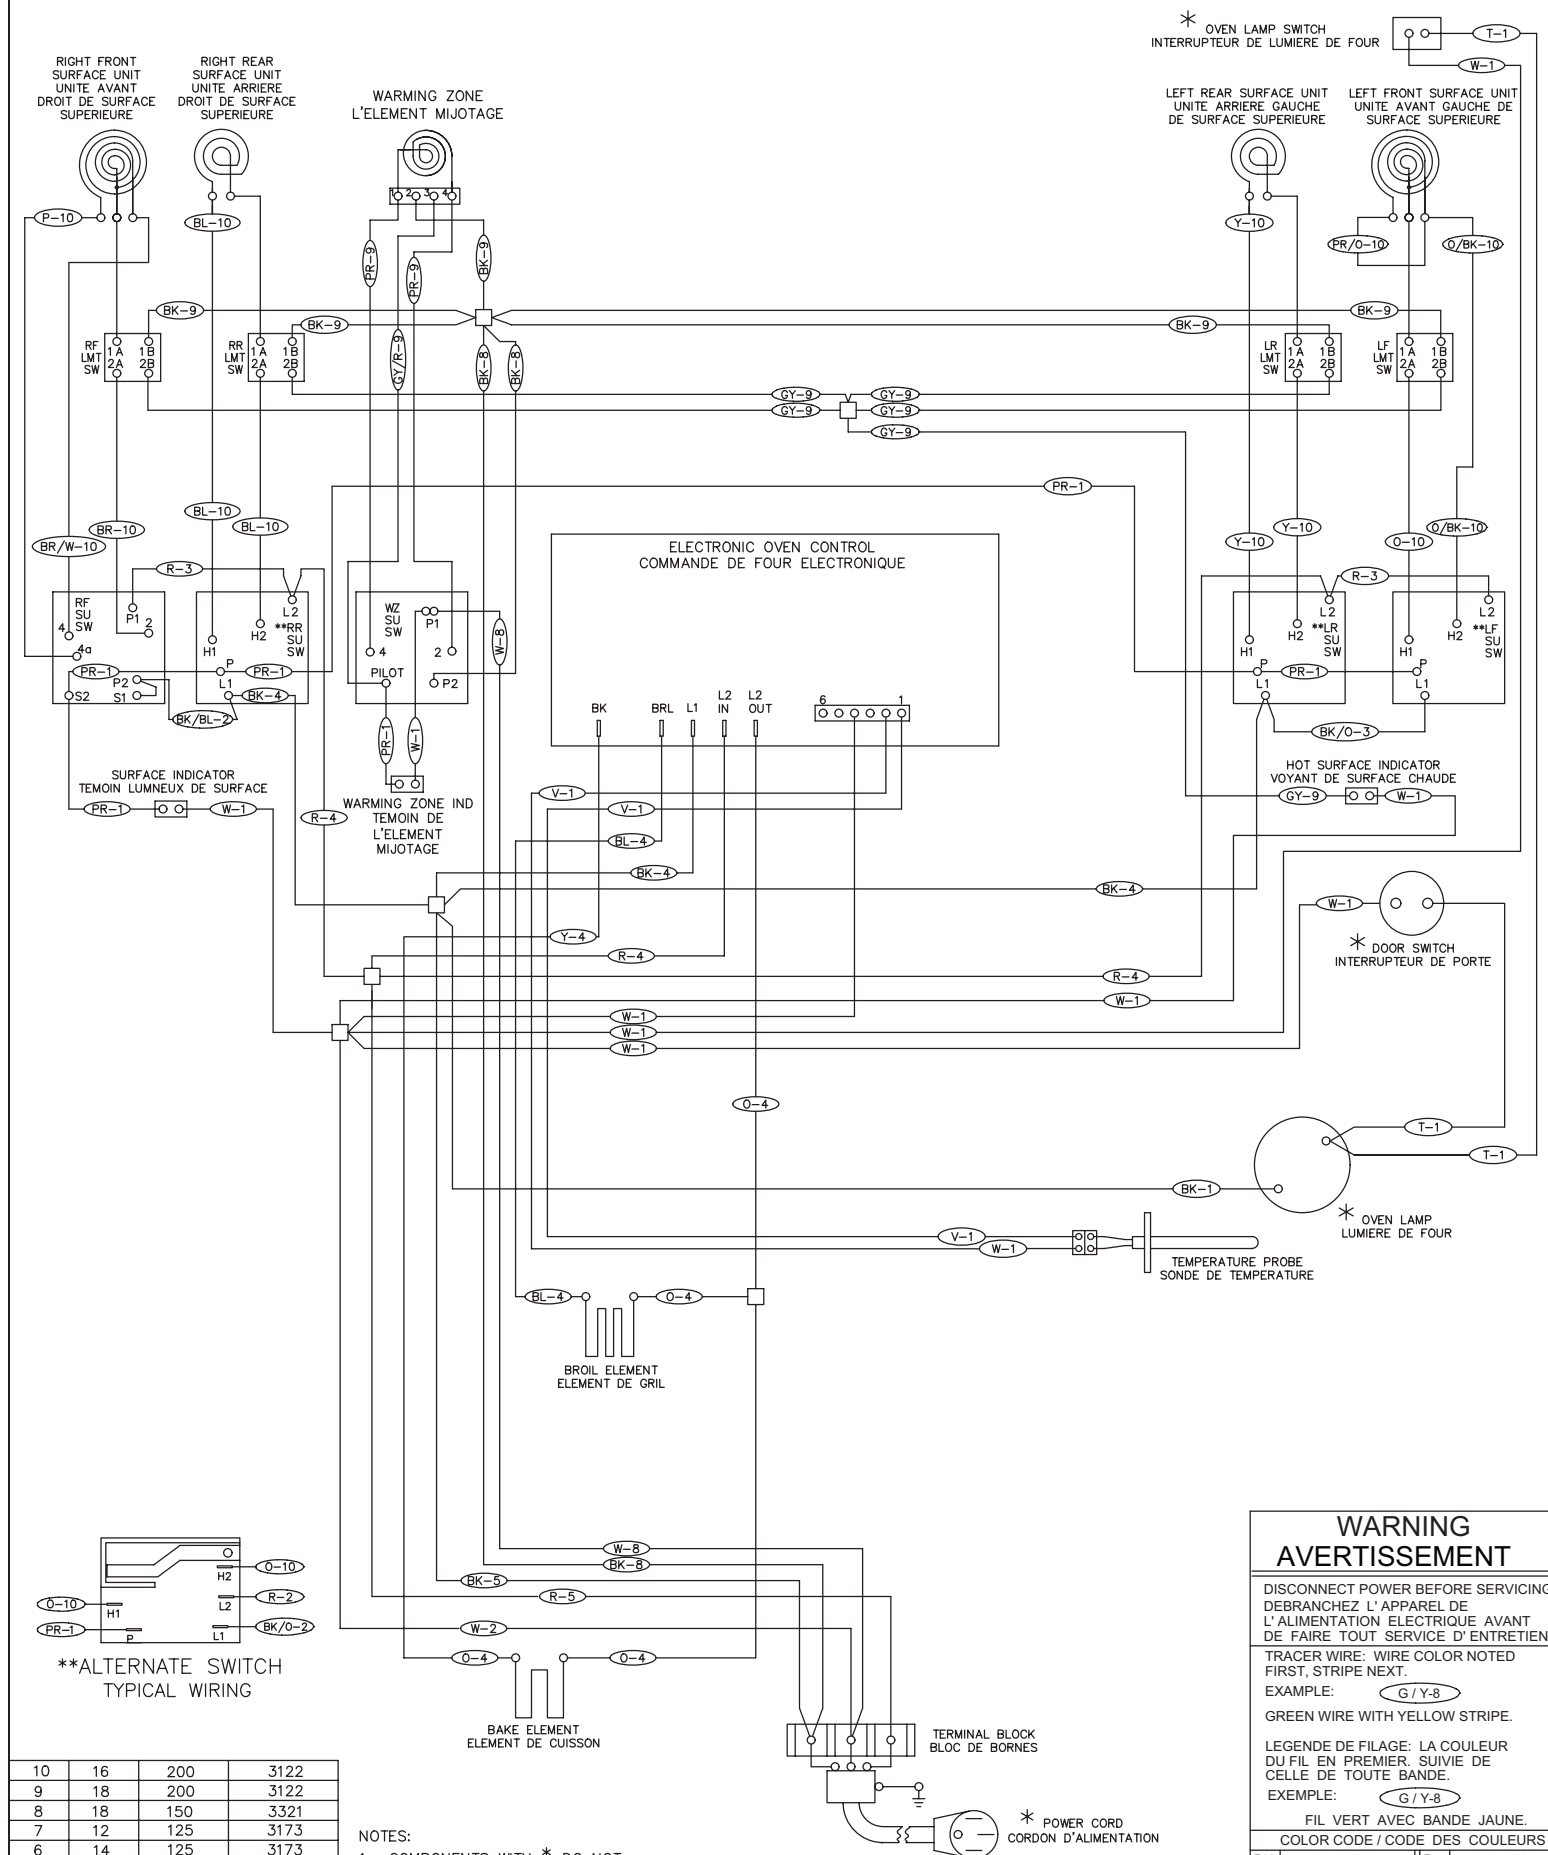 * OVEN LAMP SWITCH
INTERRUPTEUR DE LUMIERE DE FOUR
T-1
W-1
RIGHT FRONT
SURFACE UNIT
UNITE AVANT
DROIT DE SURFACE
SUPERIEURE
RIGHT REAR
SURFACE UNIT
UNITE ARRIERE
DROIT DE SURFACE
SUPERIEURE
WARMING ZONE
L'ELEMENT MIJOTAGE
LEFT REAR SURFACE UNIT
UNITE ARRIERE GAUCHE
DE SURFACE SUPERIEURE
LEFT FRONT SURFACE UNIT
UNITE AVANT GAUCHE DE
SURFACE SUPERIEURE
1 2 3 4
P-10
BL-10
Y-10
PR/O-10
O/BK-10
PR-9
PR-9
BK-9
GY/R-9
BK-8
BK-8
BK-9
BK-9
BK-9
BK-9
RF
LMT
SW
1A 1B
2A 2B
RR
LMT
SW
1A 1B
2A 2B
LR
LMT
SW
1A 1B
2A 2B
LF
LMT
SW
1A 1B
2A 2B
GY-9 GY-9
GY-9 GY-9
GY-9
PR-1
BL-10
BL-10
BR-10
BR/W-10
Y-10
Y-10
O-10
O/BK-10
R-3
R-3
ELECTRONIC OVEN CONTROL
COMMANDE DE FOUR ELECTRONIQUE
BK
BRL
L1
L2
IN
L2
OUT
6
1
RF
SU
SW
P1
2
4
4a
PR-1
P2
S2
S1
BK/BL-2
L2
**RR
SU
SW
H2
H1
P
PR-1
L1
BK-4
WZ
SU
SW
P1
4
2
PILOT
P2
W-8
PR-1
W-1
L2
**LR
SU
SW
H2
H1
P
PR-1
L1
BK/O-3
L2
**LF
SU
SW
H2
H1
P
L1
SURFACE INDICATOR
TEMOIN LUMNEUX DE SURFACE
PR-1
W-1
R-4
WARMING ZONE IND
TEMOIN DE
L'ELEMENT
MIJOTAGE
HOT SURFACE INDICATOR
VOYANT DE SURFACE CHAUDE
GY-9
W-1
V-1
V-1
BL-4
BK-4
BK-4
Y-4
R-4
R-4
W-1
W-1
W-1
W-1
W-1
* DOOR SWITCH
INTERRUPTEUR DE PORTE
O-4
T-1
T-1
BK-1
* OVEN LAMP
LUMIERE DE FOUR
V-1
W-1
TEMPERATURE PROBE
SONDE DE TEMPERATURE
BL-4
O-4
BROIL ELEMENT
ELEMENT DE GRIL
W-8
BK-8
BK-5
R-5
W-2
O-4
O-4
BAKE ELEMENT
ELEMENT DE CUISSON
TERMINAL BLOCK
BLOC DE BORNES
* POWER CORD
CORDON D'ALIMENTATION
H2
O-10
L2
R-2
L1
BK/O-2
O-10
H1
PR-1
P
**ALTERNATE SWITCH
TYPICAL WIRING
10 16 200 3122
9 18 200 3122
8 18 150 3321
7 12 125 3173
6 14 125 3173
NOTES:
WARNING
AVERTISSEMENT
DISCONNECT POWER BEFORE SERVICING
DEBRANCHEZ L' APPAREL DE
L' ALIMENTATION ELECTRIQUE AVANT
DE FAIRE TOUT SERVICE D' ENTRETIEN
TRACER WIRE: WIRE COLOR NOTED
FIRST, STRIPE NEXT.
EXAMPLE: G / Y-8
GREEN WIRE WITH YELLOW STRIPE.
LEGENDE DE FILAGE: LA COULEUR
DU FIL EN PREMIER. SUIVIE DE
CELLE DE TOUTE BANDE.
EXEMPLE: G / Y-8
FIL VERT AVEC BANDE JAUNE.
COLOR CODE / CODE DES COULEURS